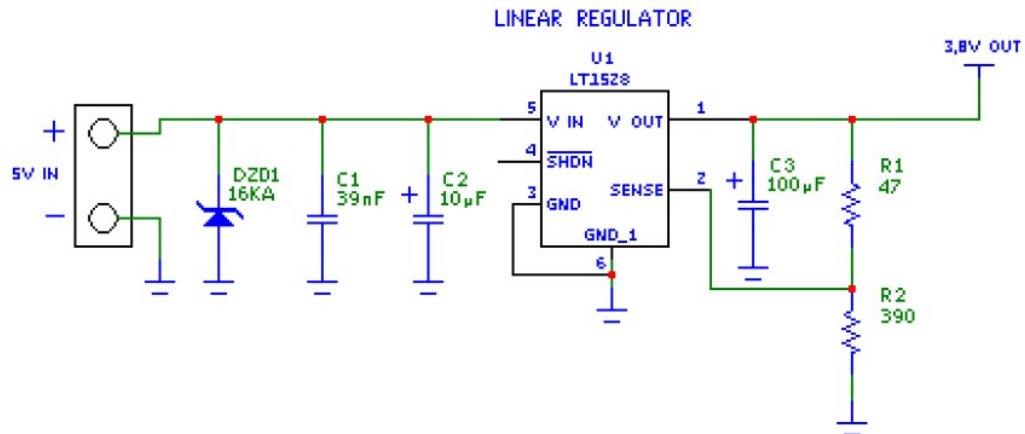 LINEAR REGULATOR
3,8V OUT
U1
LT1528
5
V IN
V OUT
1
+
5V IN
-
4
SHDN
DZD1
16KA
C1
39nF
+
C2
10µF
3
GND
SENSE
2
+
C3
100µF
R1
47
GND_1
6
R2
390